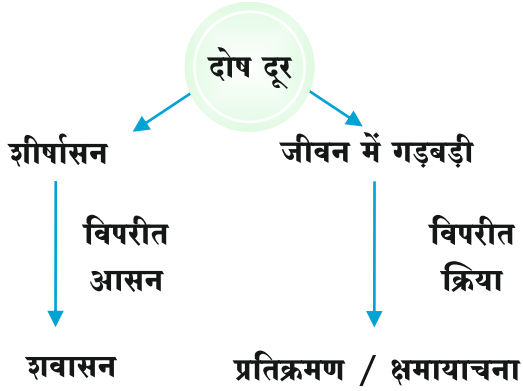 दोष दूर
शीर्षासन
जीवन में गड़बड़ी
विपरीत
आसन
विपरीत
क्रिया
शवासन
प्रतिक्रमण / क्षमायाचना